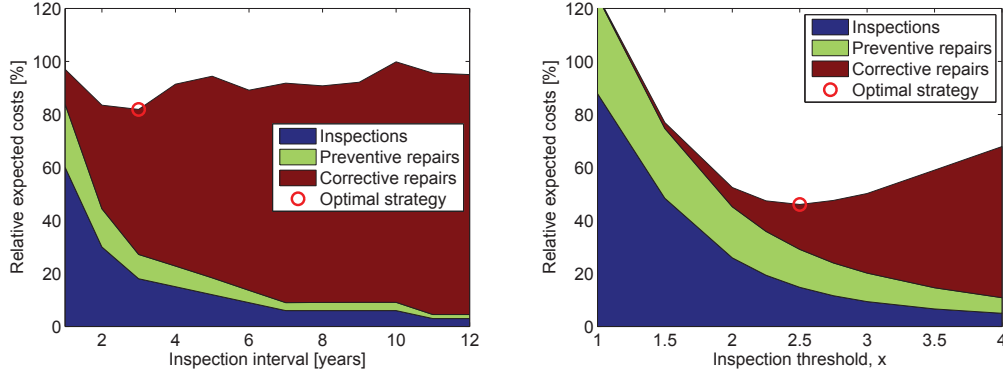 120
100
80
60
40
20
0
Relative expected costs [%]
Inspections
Preventive repairs
Corrective repairs
Optimal strategy
2 4 6 8 10 12
Inspection interval [years]
120
100
80
60
40
20
0
Relative expected costs [%]
Inspections
Preventive repairs
Corrective repairs
Optimal strategy
1 1.5 2 2.5 3 3.5 4
Inspection threshold, x